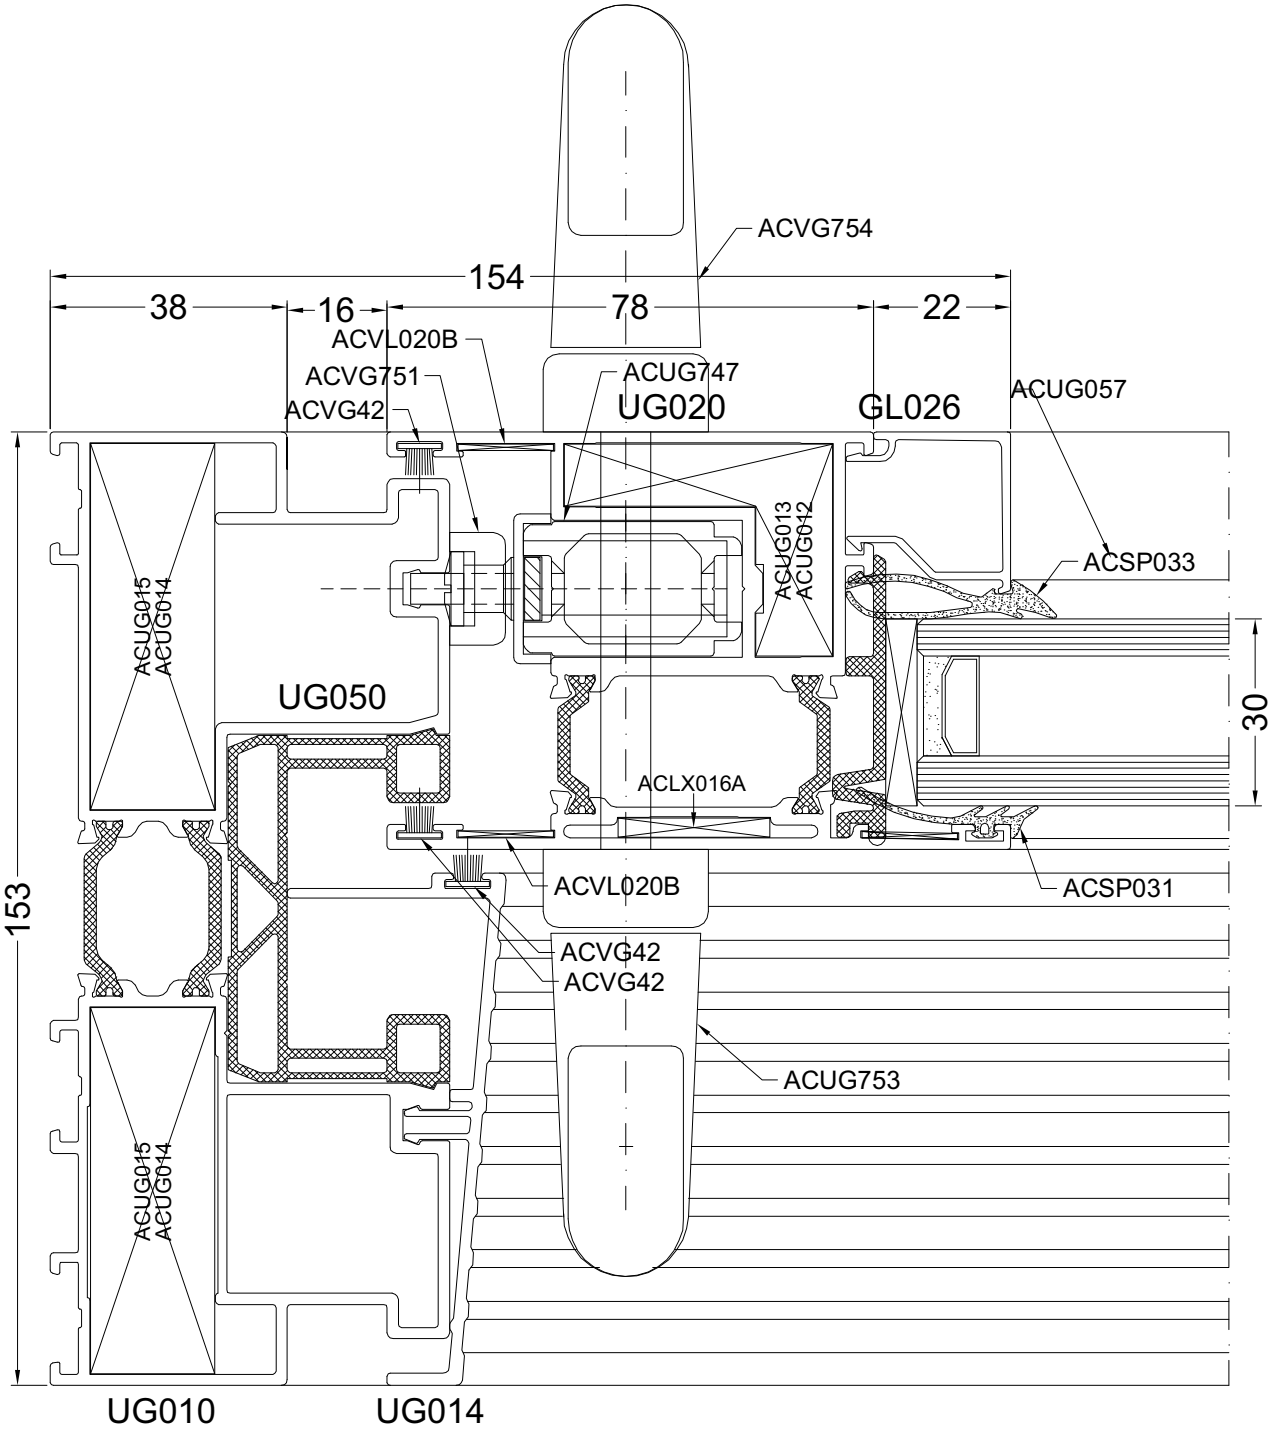 ACVG754
154
38
16
78
22
ACVL020B
ACVG751
ACVG42
ACUG747
UG020
GL026
ACUG057
ACUG013
ACUG012
ACSP033
ACUG015
ACUG014
UG050
30
ACLX016A
153
ACVL020B
ACSP031
ACVG42
ACVG42
ACUG753
ACUG015
ACUG014
UG010
UG014